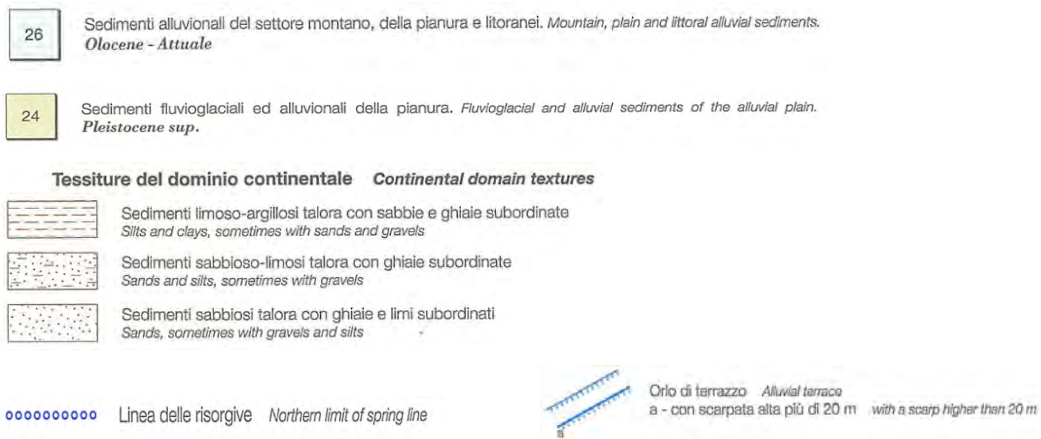 26
Sedimenti alluvionali del settore montano, della pianura e litoranei. Mountain, plain and littoral alluvial sediments.
Olocene - Attuale
24
Sedimenti fluvioglaciali ed alluvionali della pianura. Fluvioglacial and alluvial sediments of the alluvial plain.
Pleistocene sup.
Tessiture del dominio continentale Continental domain textures
Sedimenti limoso-argillosi talora con sabbie e ghiaie subordinate
Silts and clays, sometimes with sands and gravels
Sedimenti sabbioso-limosi talora con ghiaie subordinate
Sands and silts, sometimes with gravels
Sedimenti sabbiosi talora con ghiaie e limi subordinati
Sands, sometimes with gravels and silts
Linea delle risorgive Northern limit of spring line
Orlo di terrazzo Alluvial terrace
a - con scarpata alta più di 20 m with a scarp higher than 20 m
a